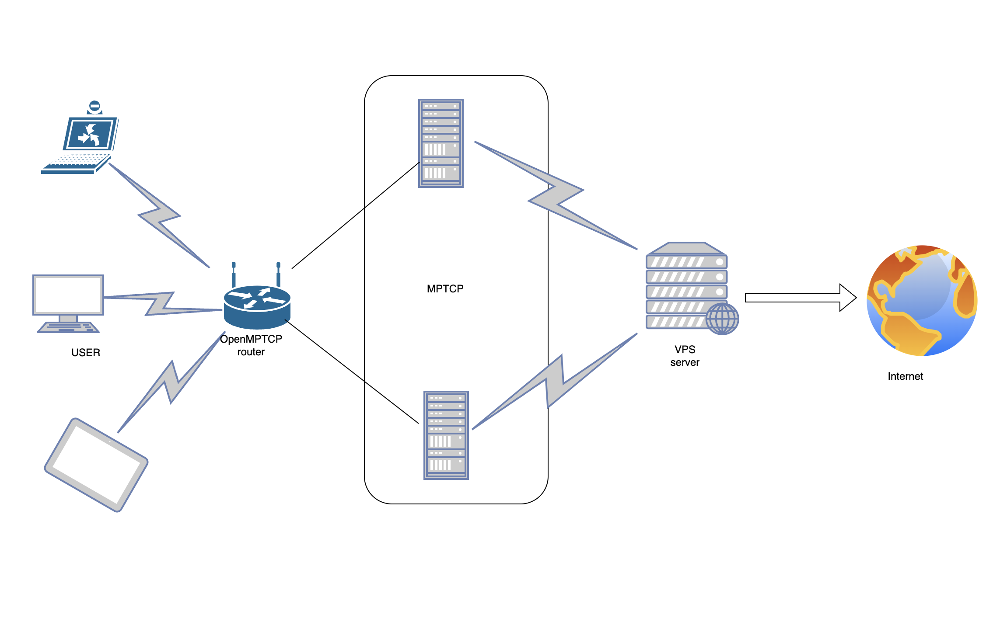 MPTCP
OpenMPTCP
router
USER
VPS
server
Internet